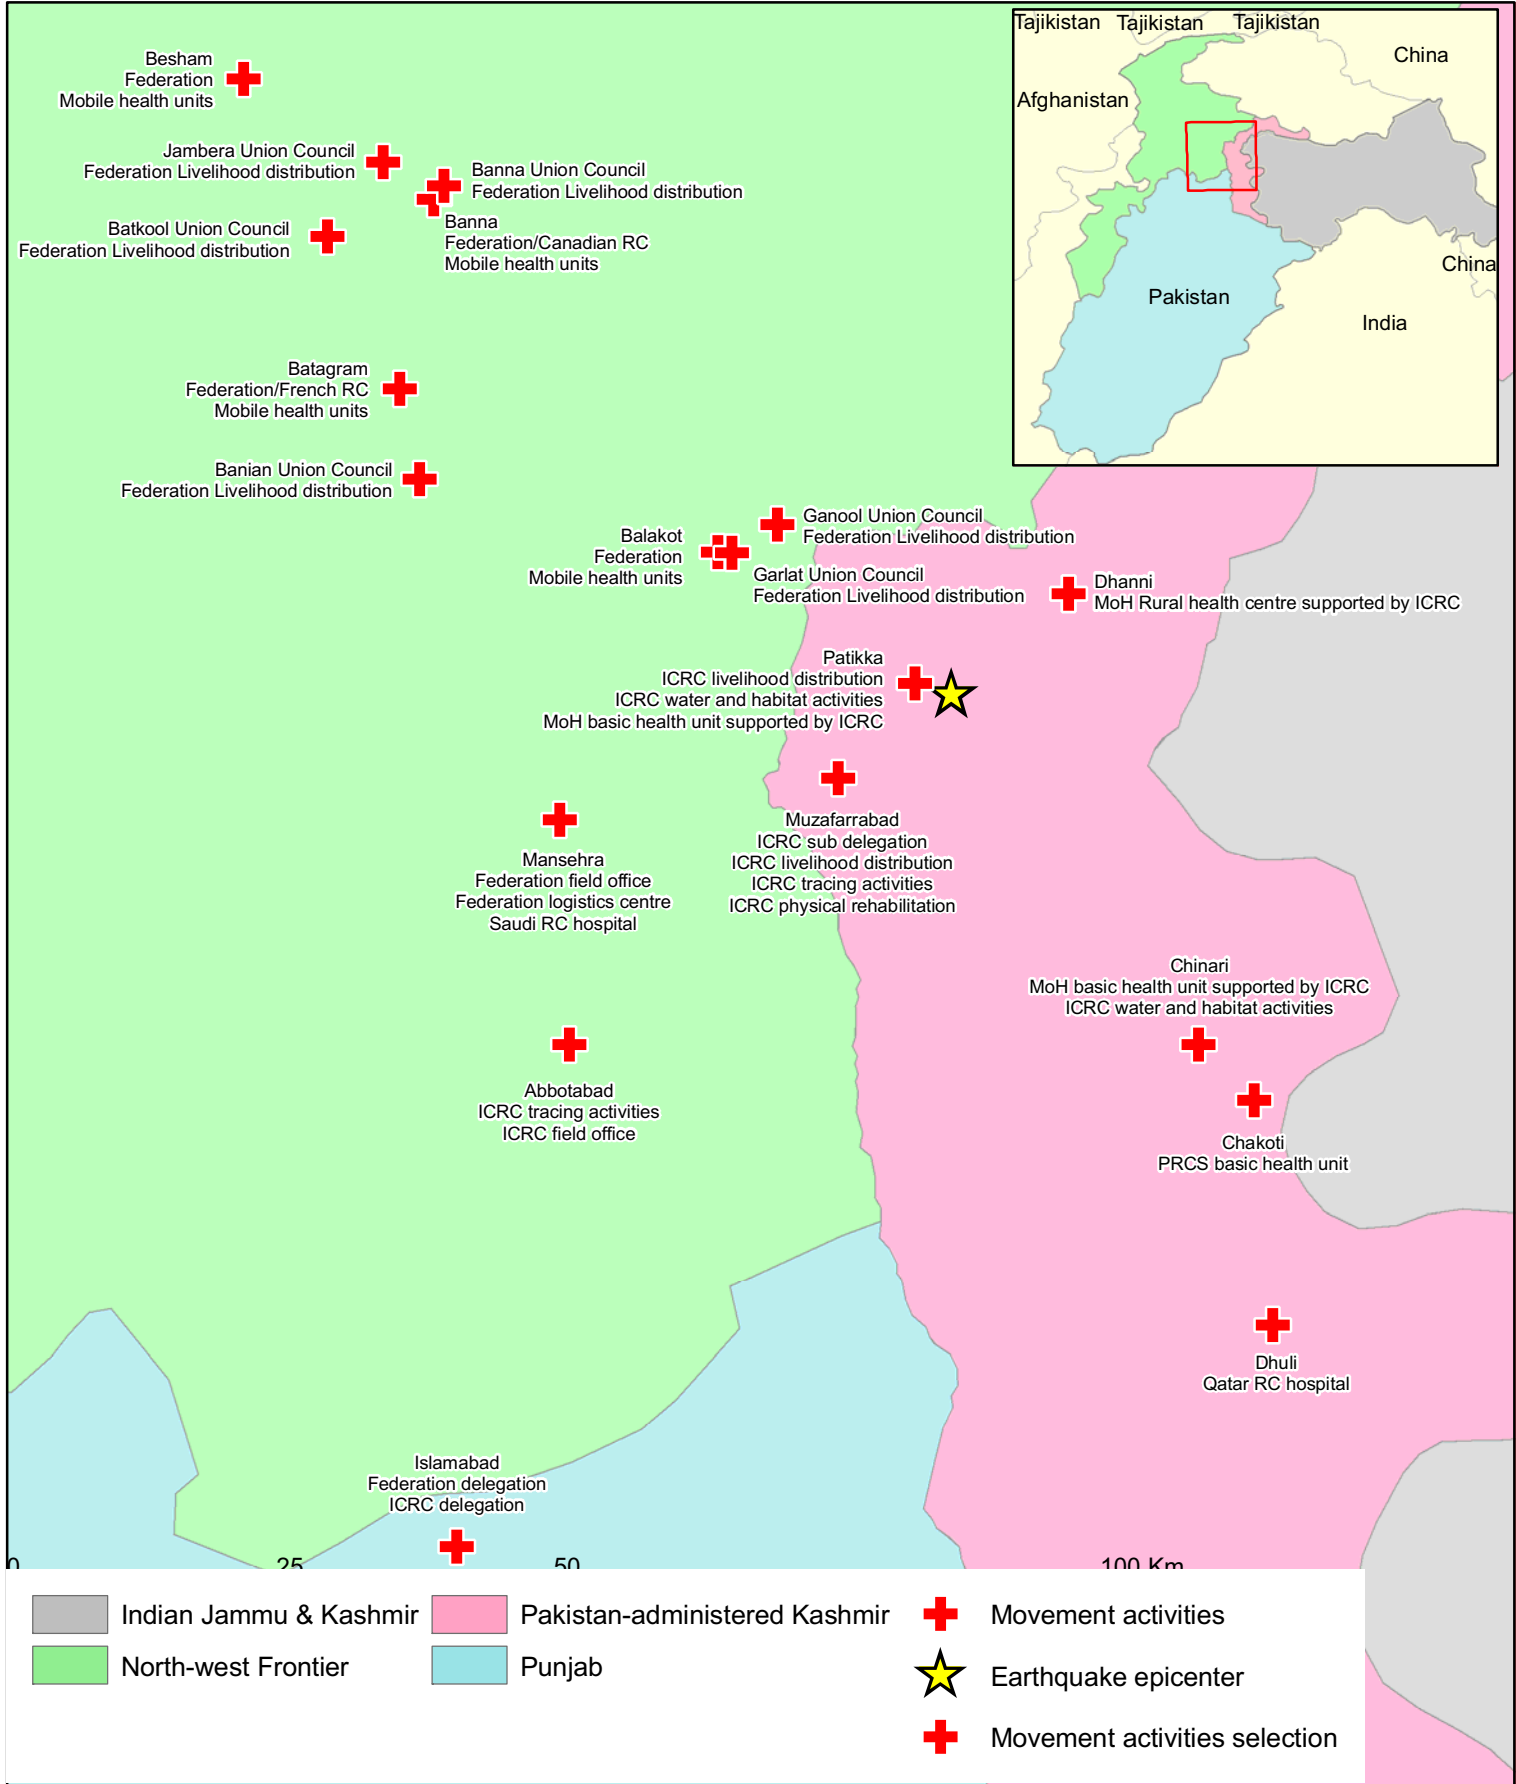 Tajikistan
Tajikistan
Tajikistan
China
Afghanistan
China
Pakistan
India
Besham
Federation
Mobile health units
Jambera Union Council
Federation Livelihood distribution
Banna Union Council
Federation Livelihood distribution
Batkool Union Council
Federation Livelihood distribution
Banna
Federation/Canadian RC
Mobile health units
Batagram
Federation/French RC
Mobile health units
Banian Union Council
Federation Livelihood distribution
Ganool Union Council
Federation Livelihood distribution
Balakot
Federation
Mobile health units
Garlat Union Council
Federation Livelihood distribution
Dhanni
MoH Rural health centre supported by ICRC
Patikka
ICRC livelihood distribution
ICRC water and habitat activities
MoH basic health unit supported by ICRC
Muzafarrabad
ICRC sub delegation
ICRC livelihood distribution
ICRC tracing activities
ICRC physical rehabilitation
Mansehra
Federation field office
Federation logistics centre
Saudi RC hospital
Chinari
MoH basic health unit supported by ICRC
ICRC water and habitat activities
Abbotabad
ICRC tracing activities
ICRC field office
Chakoti
PRCS basic health unit
Dhuli
Qatar RC hospital
Islamabad
Federation delegation
ICRC delegation
0 25 50 100 Km
Indian Jammu & Kashmir
Pakistan-administered Kashmir
Movement activities
North-west Frontier
Punjab
Earthquake epicenter
Movement activities selection